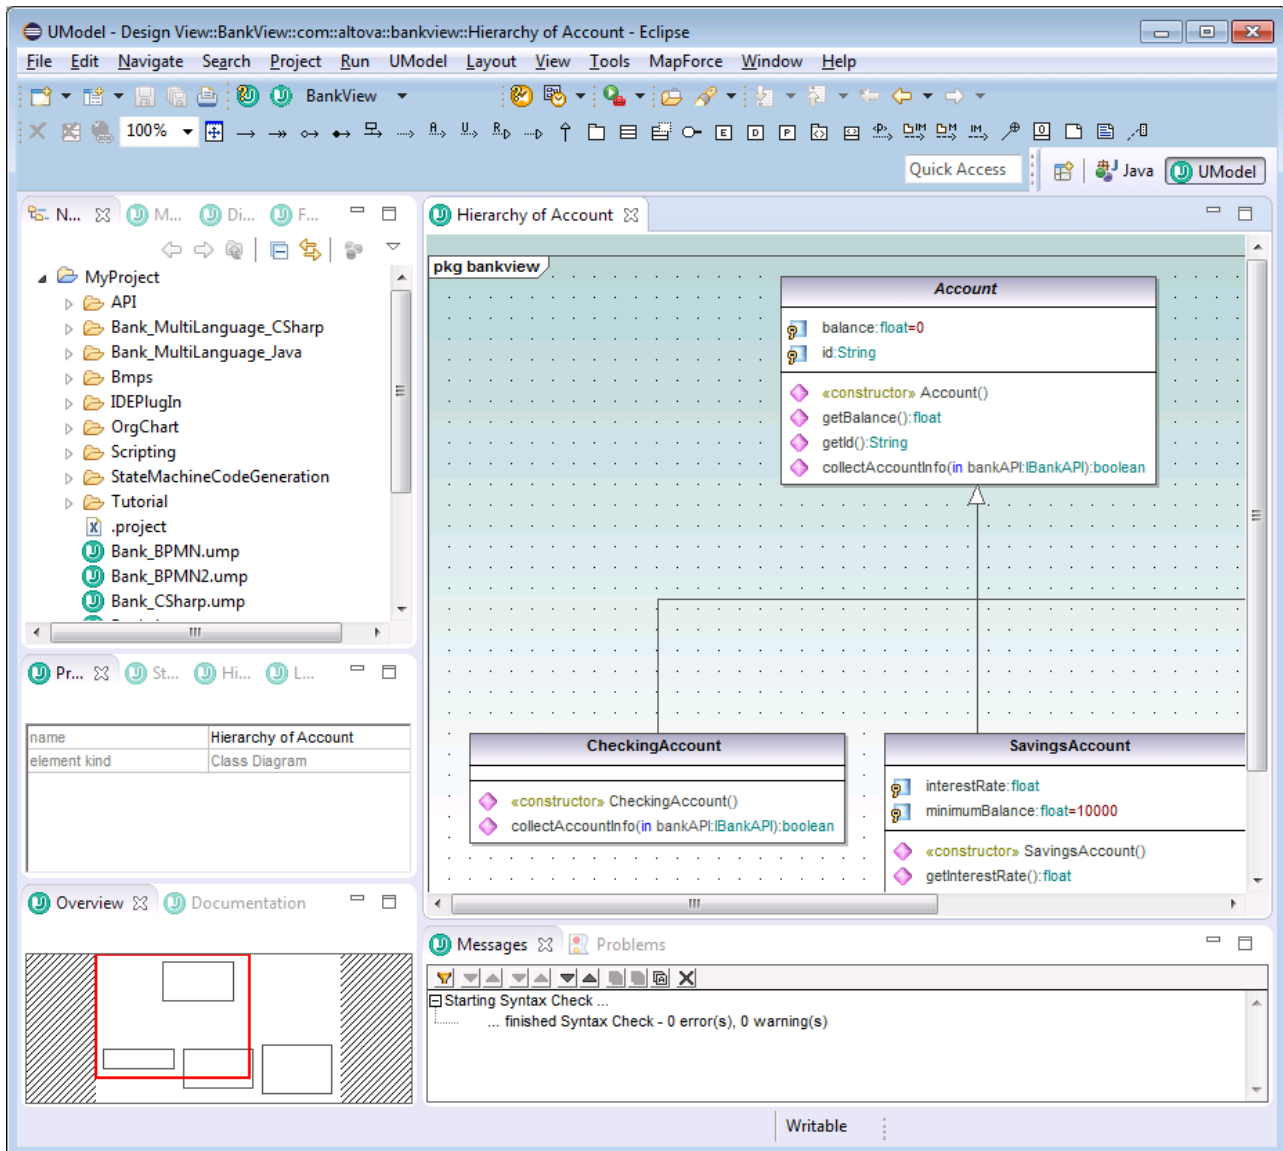 UModel - Design View::BankView::com::altova::bankview::Hierarchy of Account - Eclipse
File Edit Navigate Search Project Run UModel Layout View Tools MapForce Window Help
BankView
100%
Quick Access Java UModel
N... M... Di... F...
MyProject
API
Bank_MultiLanguage_CSharp
Bank_MultiLanguage_Java
Bmps
IDEPlugIn
OrgChart
Scripting
StateMachineCodeGeneration
Tutorial
.project
Bank_BPMN.ump
Bank_BPMN2.ump
Bank_CSharp.ump
Pr... St... Hi... L...
name Hierarchy of Account
element kind Class Diagram
Overview Documentation
Hierarchy of Account
pkg bankview
Account
balance:float=0
id:String
«constructor» Account()
getBalance():float
getId():String
collectAccountInfo(in bankAPI:IBankAPI):boolean
CheckingAccount
«constructor» CheckingAccount()
collectAccountInfo(in bankAPI:IBankAPI):boolean
SavingsAccount
interestRate:float
minimumBalance:float=10000
«constructor» SavingsAccount()
getInterestRate():float
Messages Problems
Starting Syntax Check ...
... finished Syntax Check - 0 error(s), 0 warning(s)
Writable